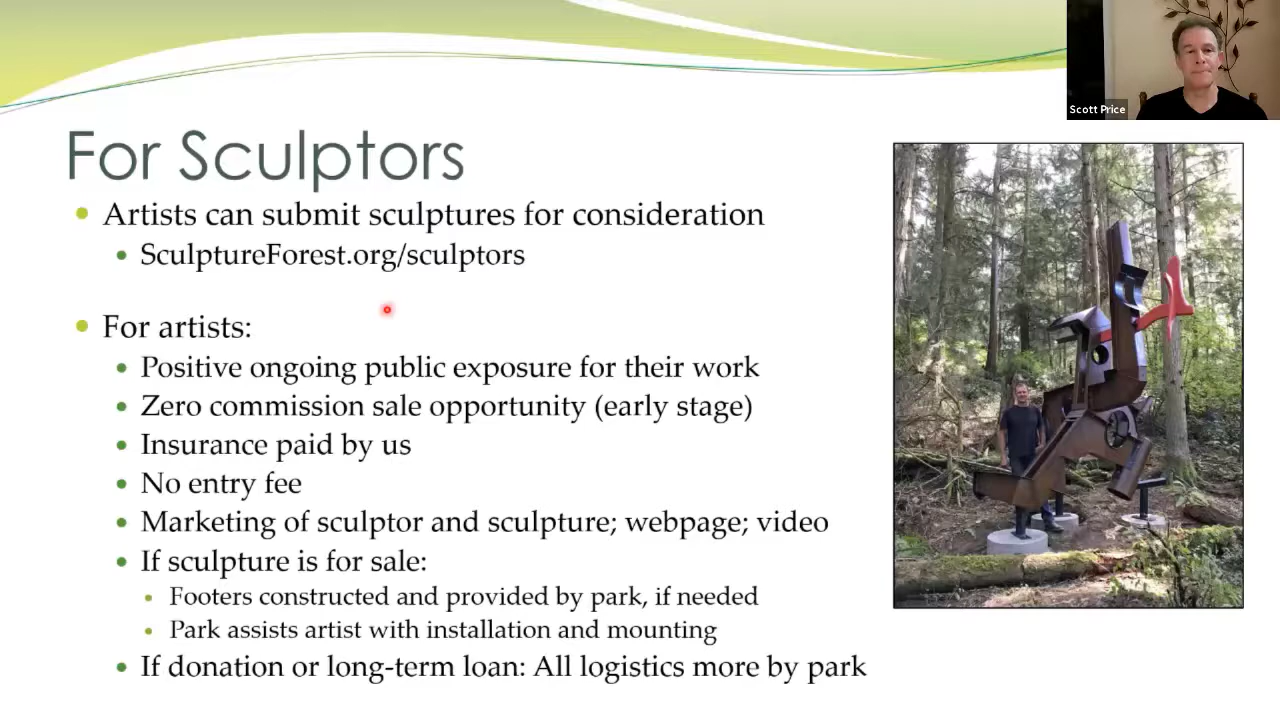 Scott Price
For Sculptors
Artists can submit sculptures for consideration
SculptureForest.org/sculptors
For artists:
Positive ongoing public exposure for their work
Zero commission sale opportunity (early stage)
Insurance paid by us
No entry fee
Marketing of sculptor and sculpture; webpage; video
If sculpture is for sale:
Footers constructed and provided by park, if needed
Park assists artist with installation and mounting
If donation or long-term loan: All logistics more by park